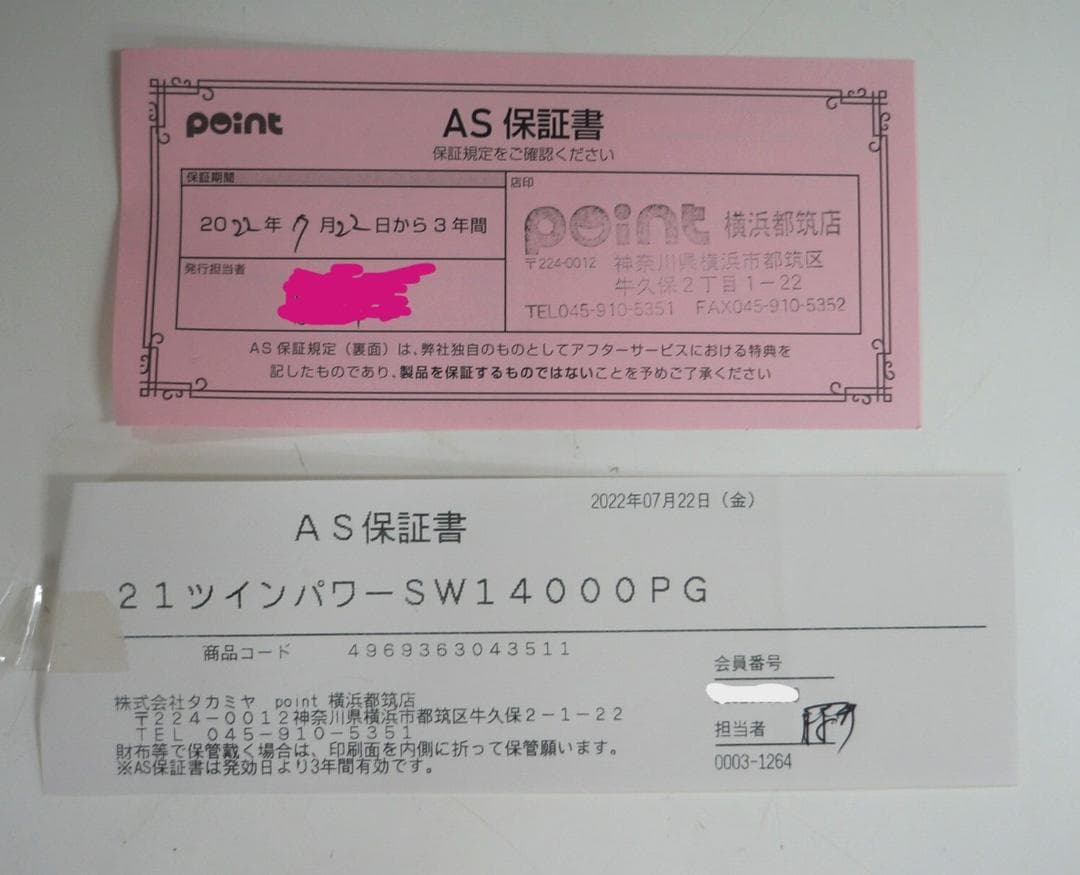 point
AS 保証書
保証規定をご確認ください
保証期間
2022年 7月22日から3年間
発行担当者
店印
point 横浜都筑店
〒224-0012 神奈川県横浜市都筑区
牛久保2丁目1-22
TEL045-910-5351 FAX045-910-5352
AS 保証規定(裏面)は、弊社独自のものとしてアフターサービスにおける特典を
記したものであり、製品を保証するものではないことを予めご了承ください
2022年07月22日(金)
AS保証書
21ツインパワーSW14000PG
商品コード 4969363043511
株式会社タカミヤ point 横浜都筑店
〒224-0012神奈川県横浜市都筑区牛久保2-1-22
TEL 045-910-5351
財布等で保管戴く場合は、印刷面を内側に折って保管願います。
※AS保証書は発効日より3年間有効です。
会員番号
担当者
0003-1264